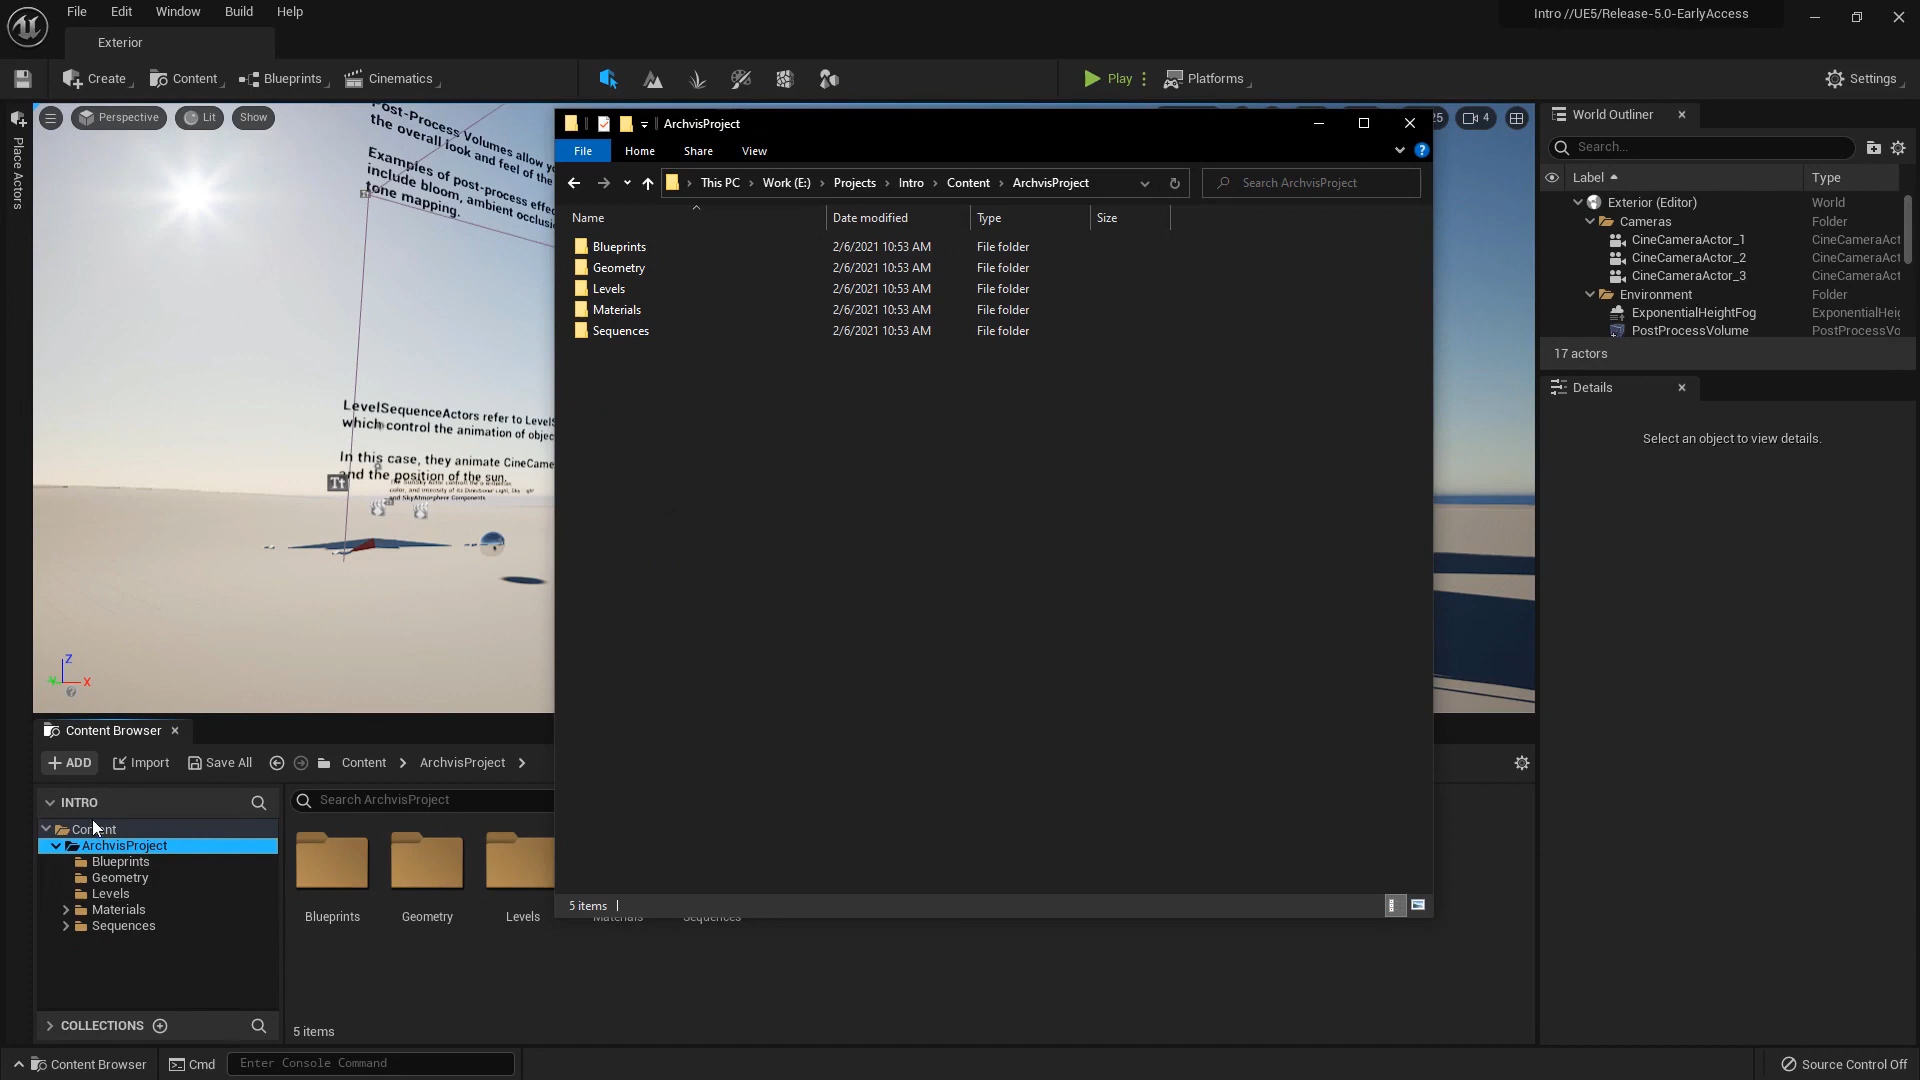 File Edit Window Build Help
Intro //UE5/Release-5.0-EarlyAccess
Exterior
Create Content Blueprints Cinematics Play Platforms Settings
Place Actors
Perspective Lit Show
25 4
Post-Process Volumes allow
the overall look and feel of the
Examples of post-process
include bloom, ambient
tone mapping.
LevelSequenceActors refer to
which control the animation of
In this case, they animate
and the position of the sun.
and SkyAtmosphere Components
Tt
Z
X
ArchvisProject
File Home Share View
This PC Work (E:) Projects Intro Content ArchvisProject
Search ArchvisProject
Name Date modified Type Size
Blueprints 2/6/2021 10:53 AM File folder
Geometry 2/6/2021 10:53 AM File folder
Levels 2/6/2021 10:53 AM File folder
Materials 2/6/2021 10:53 AM File folder
Sequences 2/6/2021 10:53 AM File folder
5 items
World Outliner
Search...
Label Type
Exterior (Editor) World
Cameras Folder
CineCameraActor_1 CineCameraAct
CineCameraActor_2 CineCameraAct
CineCameraActor_3 CineCameraAct
Environment Folder
ExponentialHeightFog ExponentialHeig
PostProcessVolume PostProcessVo
17 actors
Details
Select an object to view details.
Content Browser
ADD Import Save All Content ArchvisProject
INTRO
Search ArchvisProject
Content
ArchvisProject
Blueprints
Geometry
Levels
Materials
Sequences
Blueprints Geometry Levels Materials Sequences
COLLECTIONS
5 items
Content Browser Cmd Enter Console Command Source Control Off